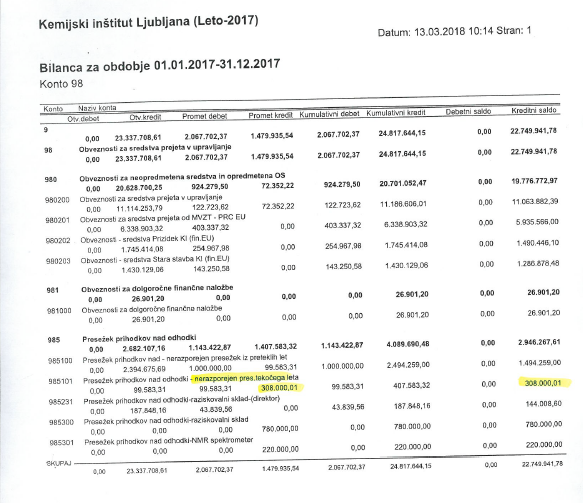 Kemijski inštitut Ljubljana (Leto-2017)
Datum: 13.03.2018 10:14 Stran: 1
Bilanca za obdobje 01.01.2017-31.12.2017
Konto 98
Konto Naziv konta
Otv.debet Otv.kredit Promet debet Promet kredit Kumulativni debet Kumulativni kredit Debetni saldo Kreditni saldo
9
0,00 23.337.708,61 2.067.702,37 1.479.935,54 2.067.702,37 24.817.644,15 0,00 22.749.941,78
98 Obveznosti za sredstva prejeta v upravljanje
0,00 23.337.708,61 2.067.702,37 1.479.935,54 2.067.702,37 24.817.644,15 0,00 22.749.941,78
980 Obveznosti za neopredmetena sredstva in opredmetena OS
0,00 20.628.700,25 924.279,50 72.352,22 924.279,50 20.701.052,47 0,00 19.776.772,97
980200 Obveznosti za sredstva prejeta v upravljanje
0,00 11.114.253,79 122.723,62 72.352,22 122.723,62 11.186.606,01 0,00 11.063.882,39
980201 Obveznosti za sredstva prejeta od MVZT - PRC EU
0,00 6.338.903,32 403.337,32 0,00 403.337,32 6.338.903,32 0,00 5.935.566,00
980202 Obveznosti - sredstva Prizidek KI (fin.EU)
0,00 1.745.414,08 254.967,98 0,00 254.967,98 1.745.414,08 0,00 1.490.446,10
980203 Obveznosti - sredstva Stara stavba KI (fin.EU)
0,00 1.430.129,06 143.250,58 0,00 143.250,58 1.430.129,06 0,00 1.286.878,48
981 Obveznosti za dolgoročne finančne naložbe
0,00 26.901,20 0,00 0,00 0,00 26.901,20 0,00 26.901,20
981000 Obveznosti za dolgoročne finančne naložbe
0,00 26.901,20 0,00 0,00 0,00 26.901,20 0,00 26.901,20
985 Presežek prihodkov nad odhodki
0,00 2.682.107,16 1.143.422,87 1.407.583,32 1.143.422,87 4.089.690,48 0,00 2.946.267,61
985100 Presežek prihodkov nad - nerazporejen presežek iz preteklih let
0,00 2.394.675,69 1.000.000,00 99.583,31 1.000.000,00 2.494.259,00 0,00 1.494.259,00
985101 Presežek prihodkov nad odhodki - nerazporejen pres.tekočega leta
0,00 99.583,31 99.583,31 308.000,01 99.583,31 407.583,32 0,00 308.000,01
985231 Presežek prihodkov nad odhodki-raziskovalni sklad-(direktor)
0,00 187.848,16 43.839,56 0,00 43.839,56 187.848,16 0,00 144.008,60
985300 Presežek prihodkov nad odhodki-raziskovalni sklad
0,00 0,00 0,00 780.000,00 0,00 780.000,00 0,00 780.000,00
985301 Presežek prihodkov nad odhodki-NMR spektrometer
0,00 0,00 0,00 220.000,00 0,00 220.000,00 0,00 220.000,00
SKUPAJ
0,00 23.337.708,61 2.067.702,37 1.479.935,54 2.067.702,37 24.817.644,15 0,00 22.749.941,78